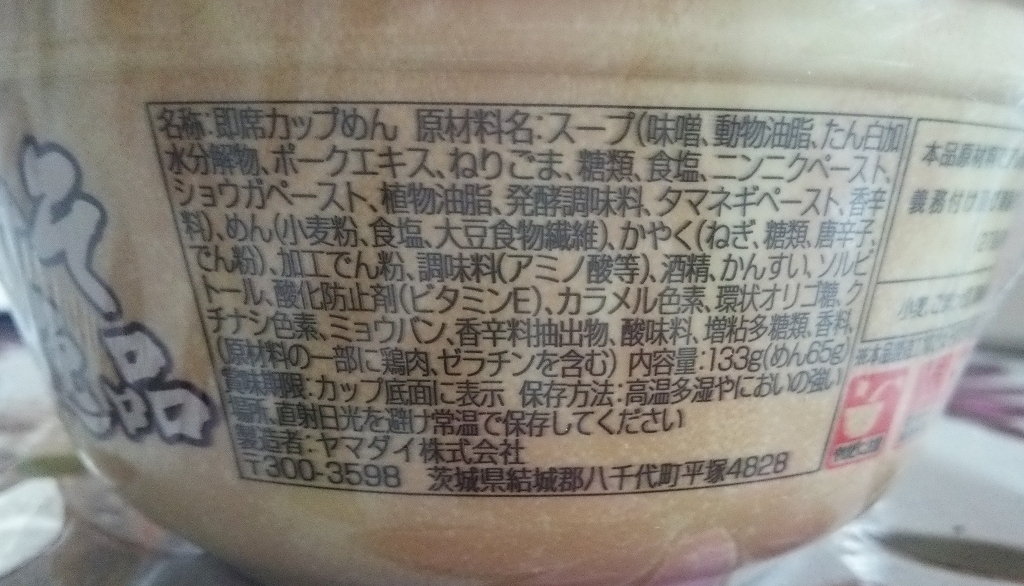 名称:即席カップめん 原材料名:スープ(味噌、動物油脂、たん白加
水分解物、ポークエキス、ねりごま、糖類、食塩、ニンニクペースト、
ショウガペースト、植物油脂、発酵調味料、タマネギペースト、香辛
料)、めん(小麦粉、食塩、大豆食物繊維)、かやく(ねぎ、糖類、唐辛子、
でん粉)、加工でん粉、調味料(アミノ酸等)、酒精、かんすい、ソルビ
トール、酸化防止剤(ビタミンE)、カラメル色素、環状オリゴ糖、ク
チナシ色素、ミョウバン、香辛料抽出物、酸味料、増粘多糖類、香料、
(原材料の一部に鶏肉、ゼラチンを含む) 内容量:133g(めん65g)
賞味期限:カップ底面に表示 保存方法:高温多湿やにおいの強い
場所、直射日光を避け常温で保存してください
製造者:ヤマダイ株式会社
〒300-3598 茨城県結城郡八千代町平塚4828
品
本品原材料
義務付け
小麦、ごま